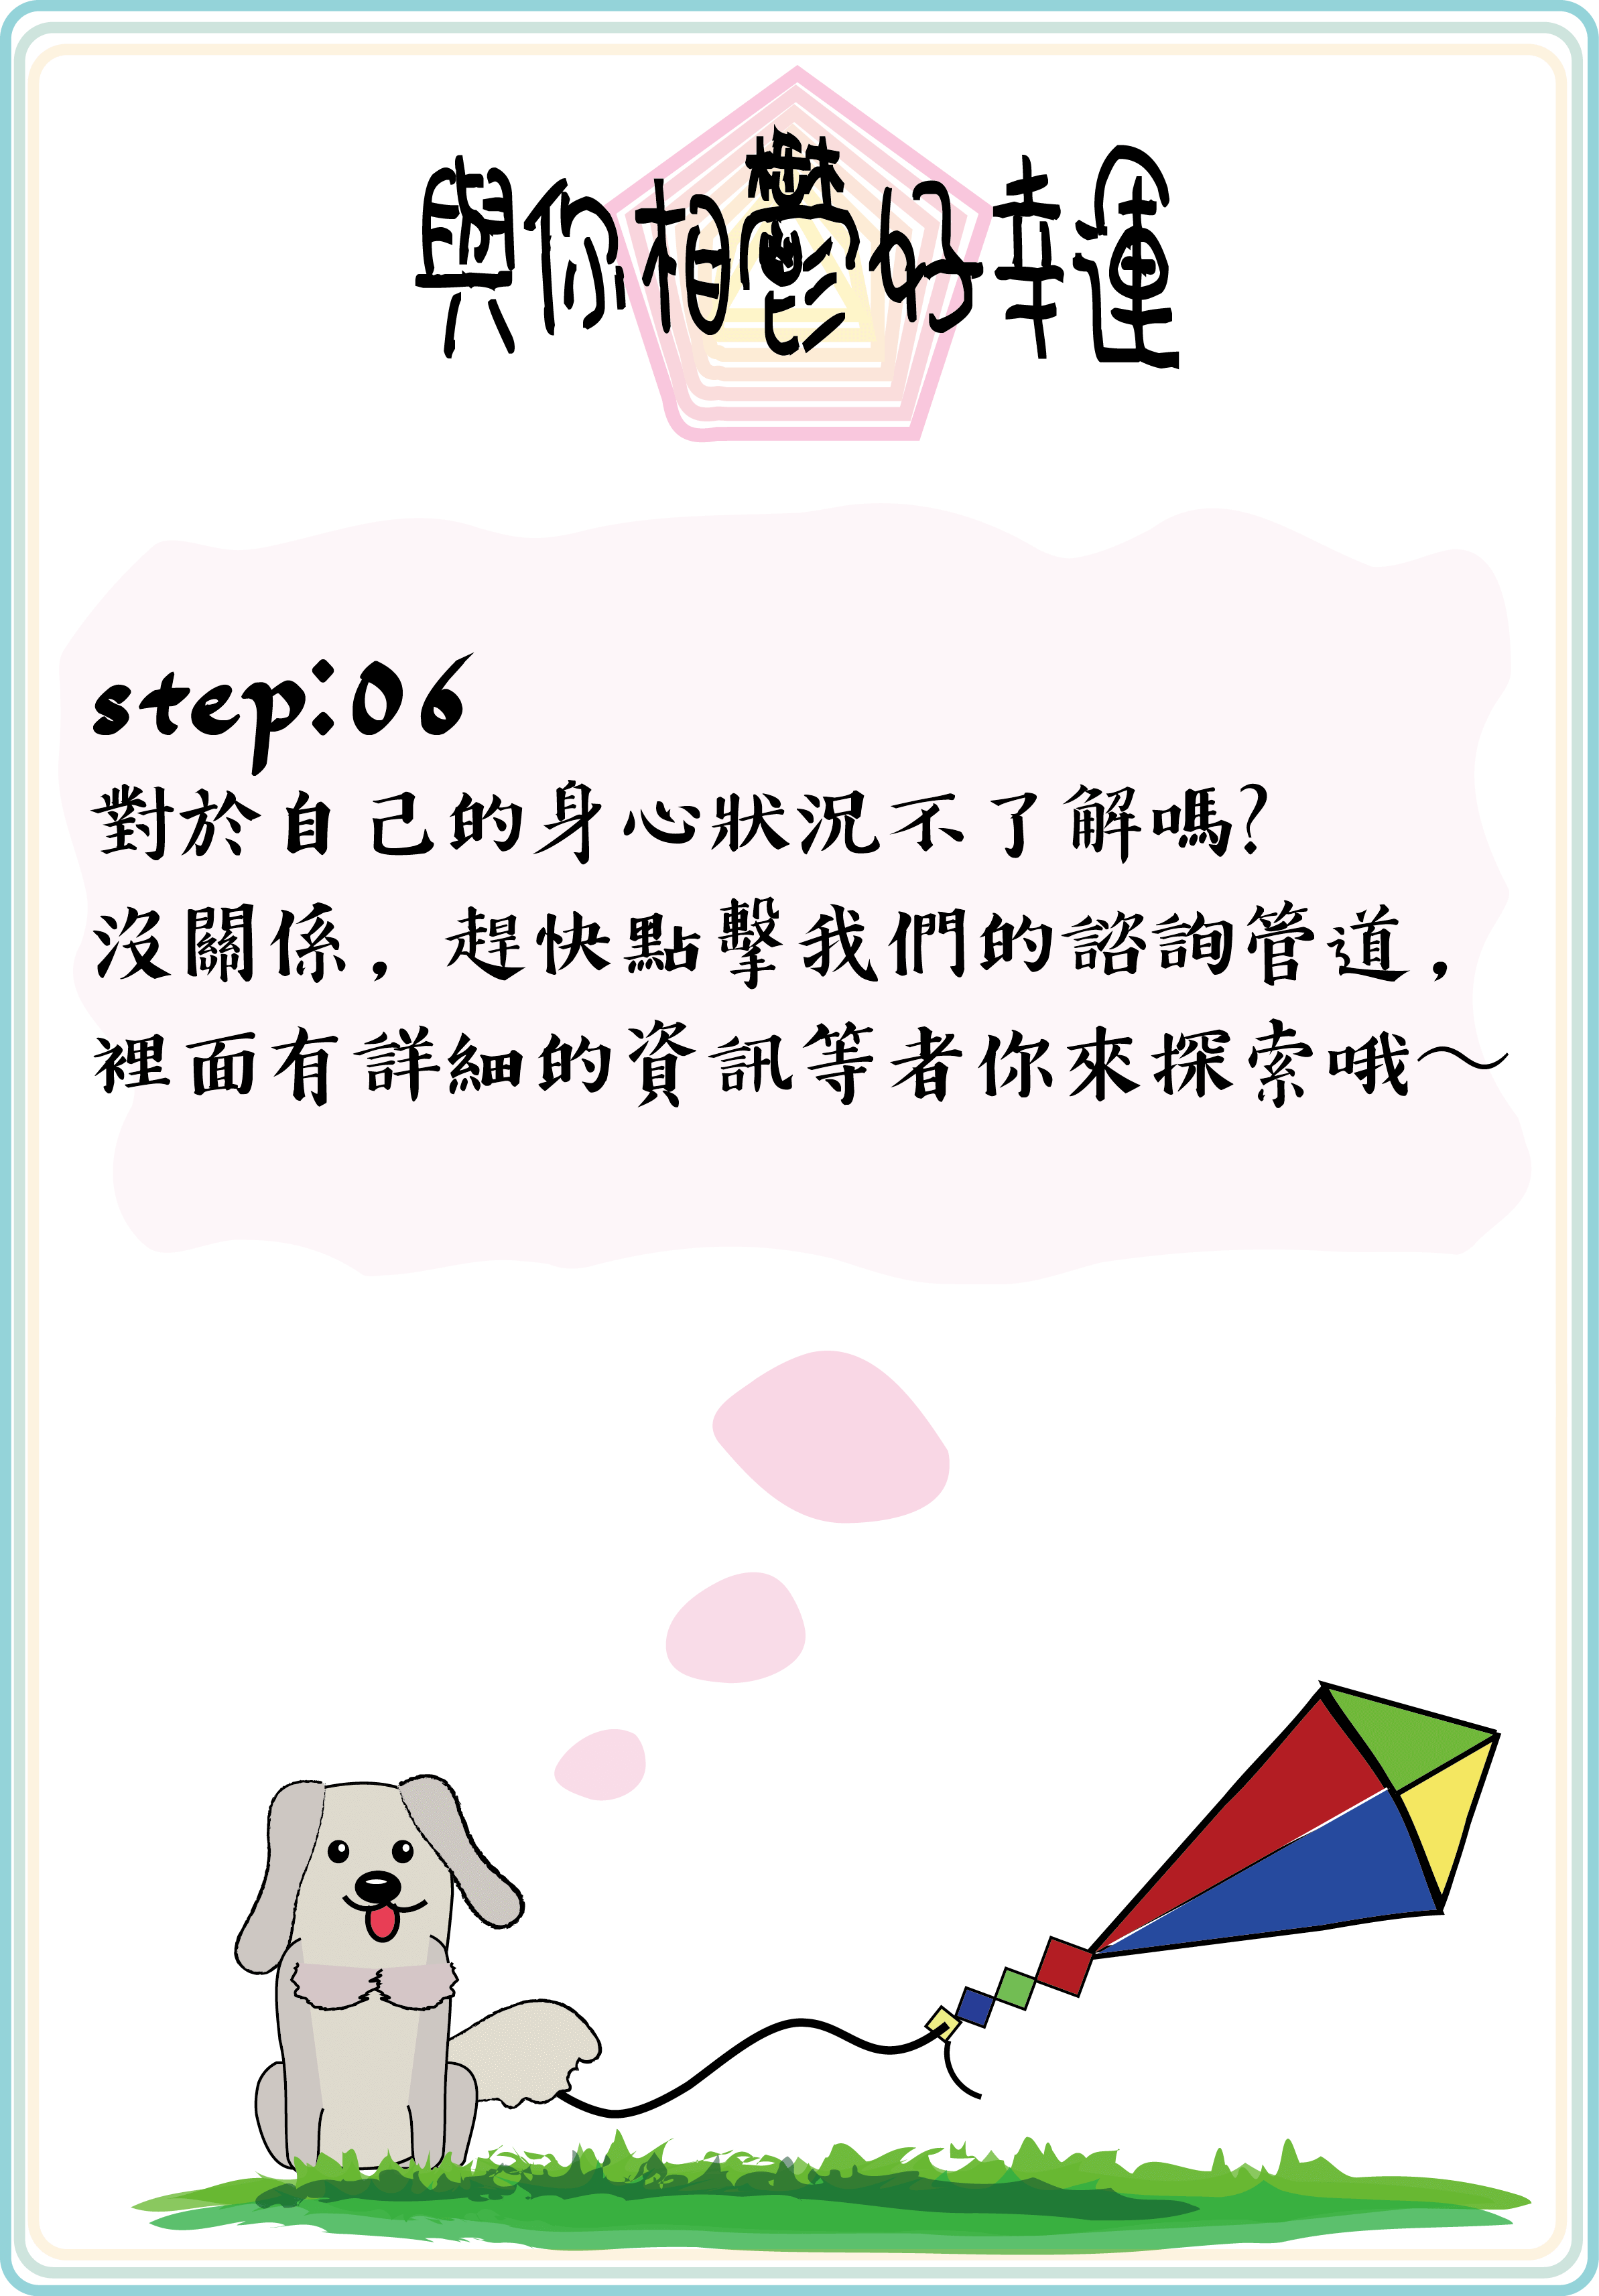 與你相鬱好幸運
step:06
對於自己的身心狀況不了解嗎?
沒關係，趕快點擊我們的諮詢管道，
裡面有詳細的資訊等者你來探索哦～